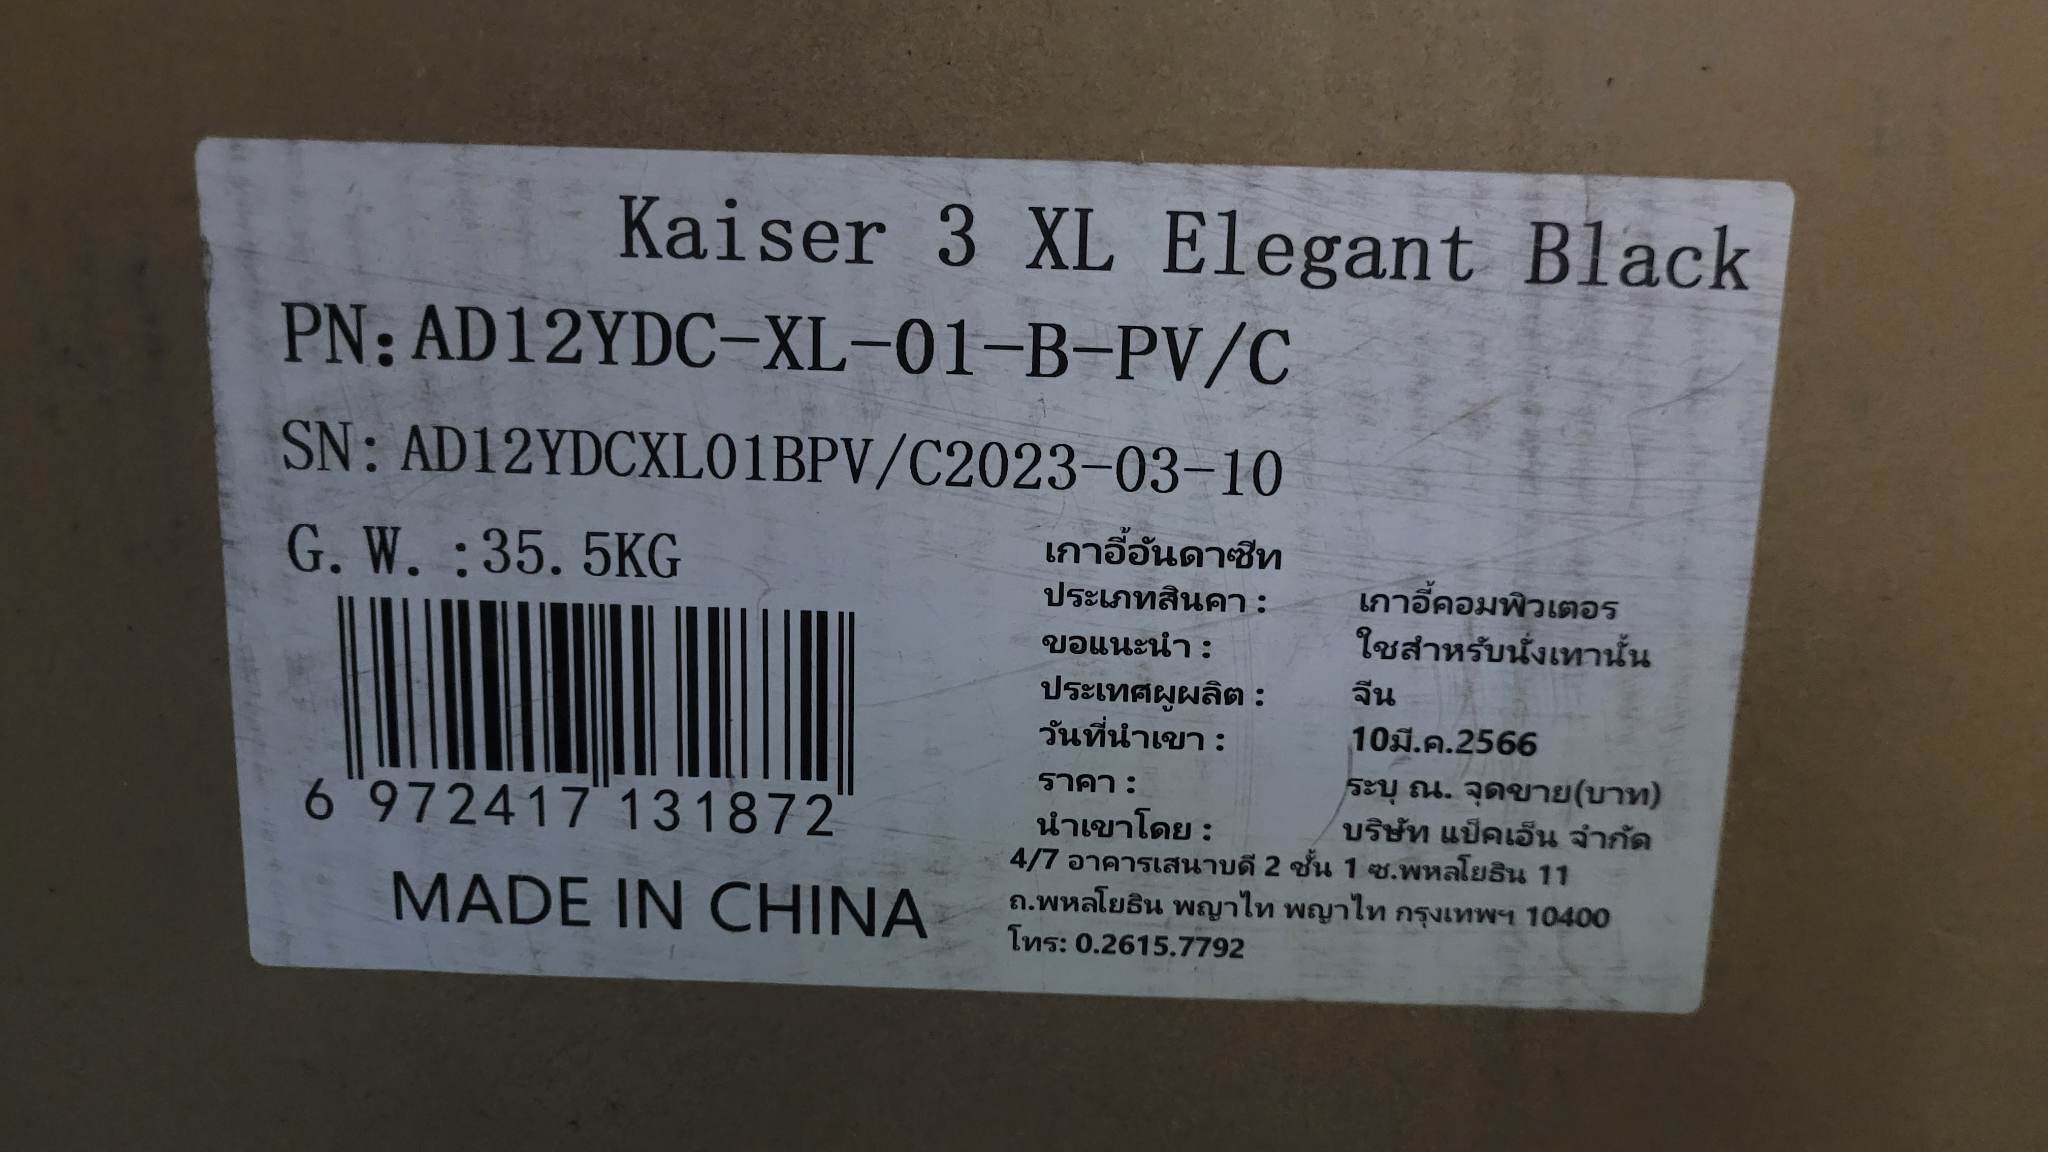 Kaiser 3 XL Elegant Black
PN:AD12YDC-XL-01-B-PV/C
SN: AD12YDCXL01BPV/C2023-03-10
G. W. :35. 5KG
6 972417 131872
MADE IN CHINA
เกาอี้อันดาซีท
ประเภทสินคา : เกาอี้คอมพิวเตอร
ขอแนะนำ : ใชสำหรับนั่งเทานั้น
ประเทศผูผลิต : จีน
วันที่นำเขา : 10มี.ค.2566
ราคา : ระบุ ณ. จุดขาย(บาท)
นำเขาโดย : บริษัท แป็คเอ็น จำกัด
4/7 อาคารเสนาบดี 2 ชั้น 1 ซ.พหลโยธิน 11
ถ.พหลโยธิน พญาไท พญาไท กรุงเทพฯ 10400
โทร: 0.2615.7792